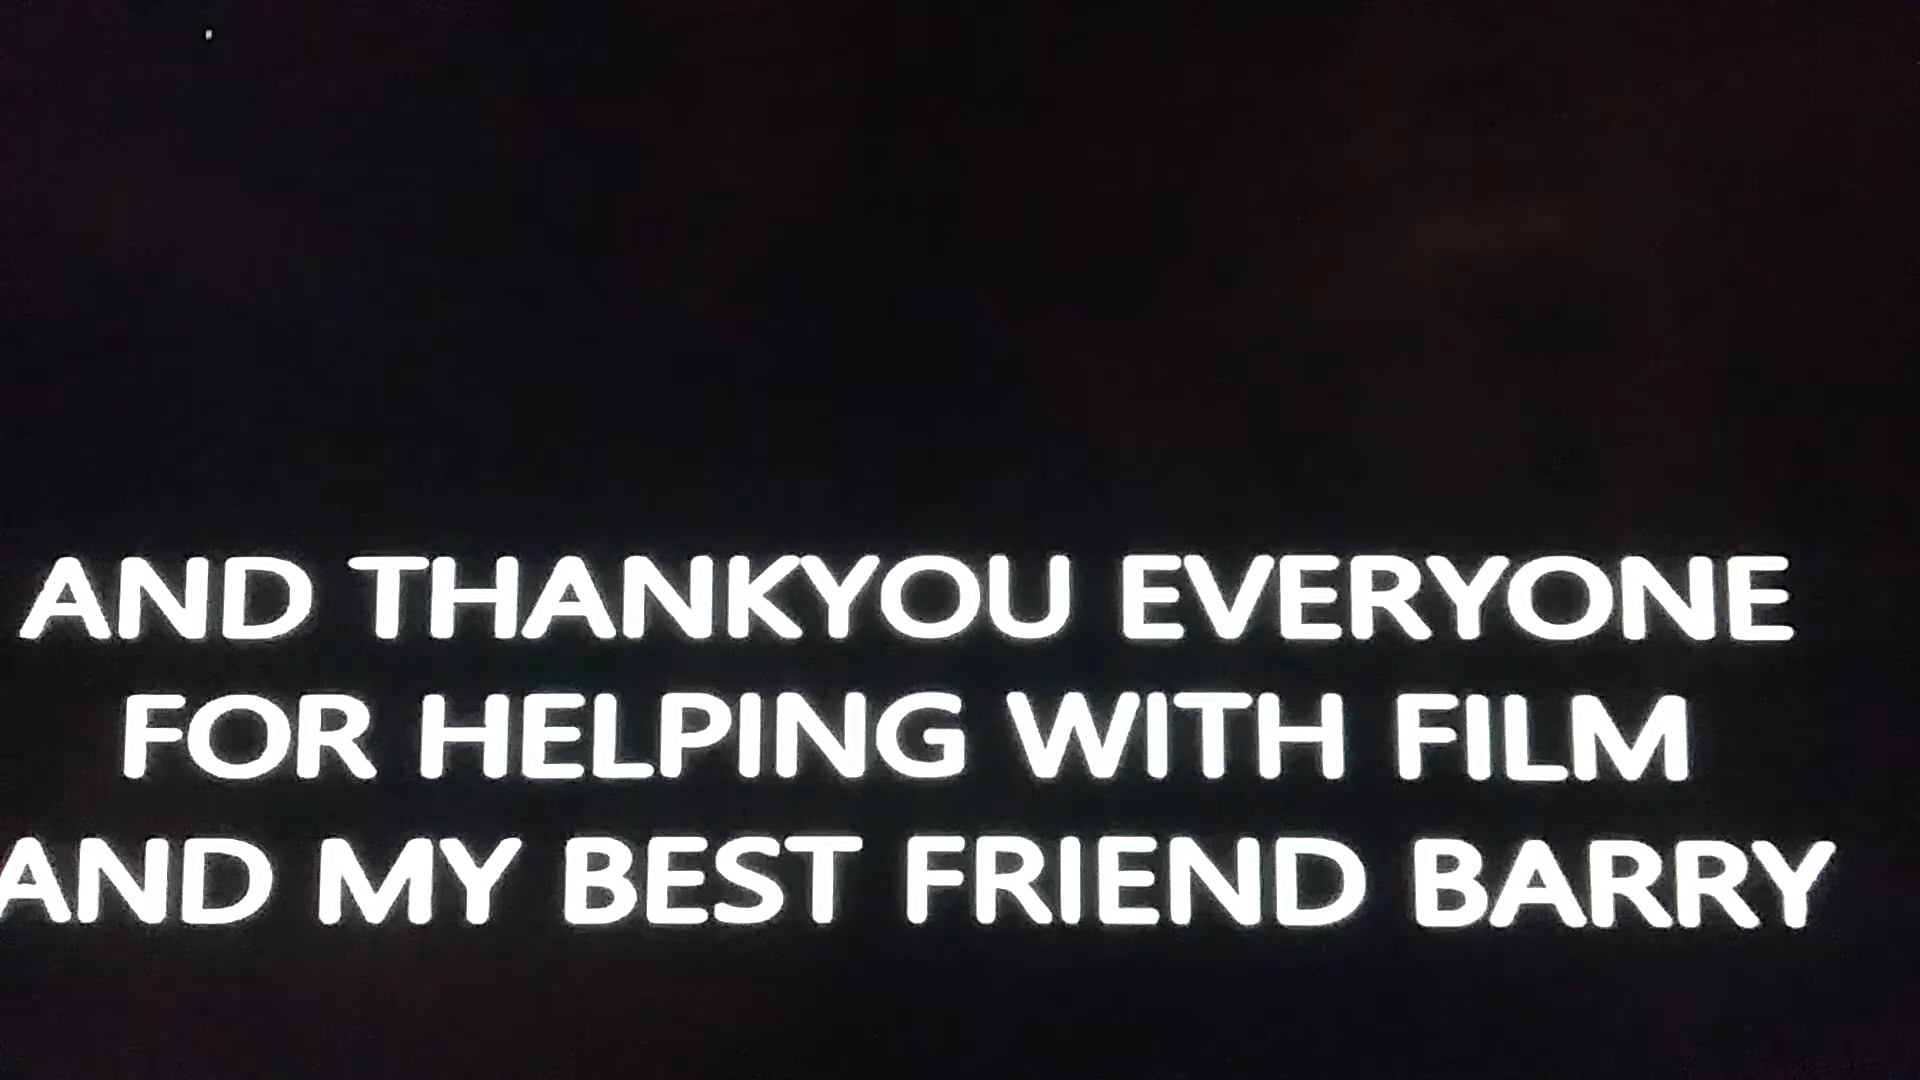 AND THANKYOU EVERYONE
FOR HELPING WITH FILM
AND MY BEST FRIEND BARRY